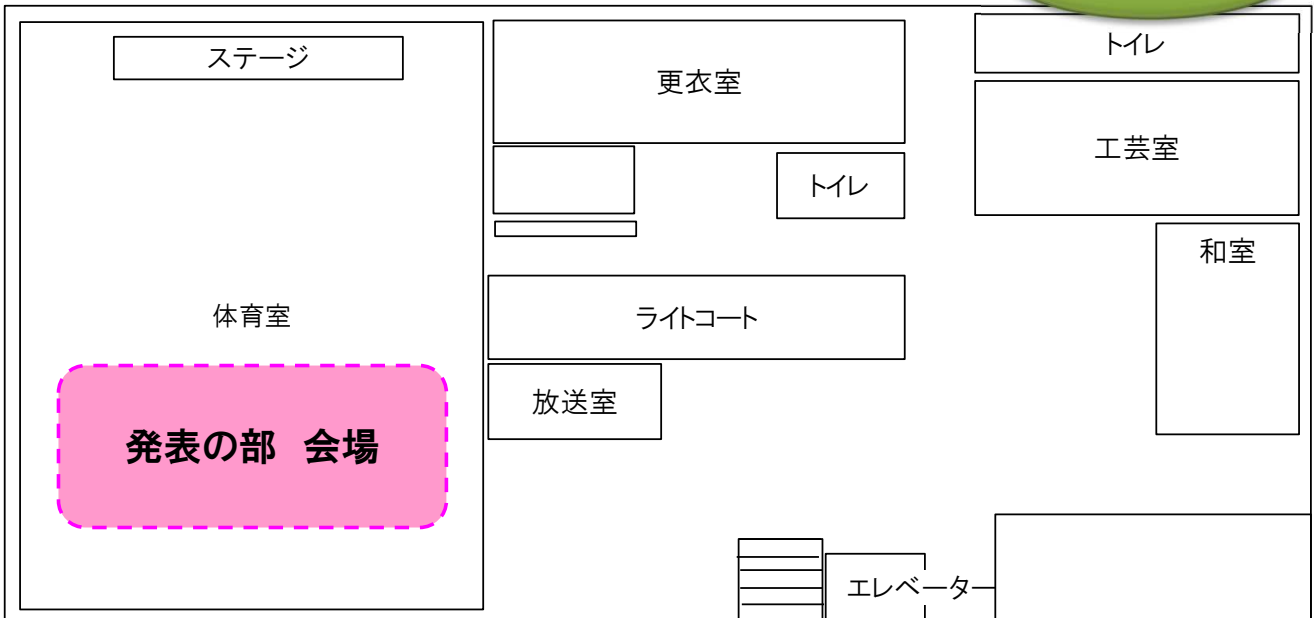 ステージ
更衣室
トイレ
工芸室
トイレ
和室
体育室
ライトコート
放送室
発表の部 会場
エレベーター